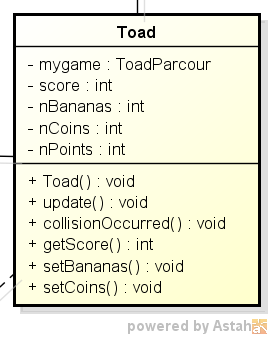 Toad
- mygame : ToadParcour
- score : int
- nBananas : int
- nCoins : int
- nPoints : int
+ Toad() : void
+ update() : void
+ collisionOccurred() : void
+ getScore() : int
+ setBananas() : void
+ setCoins() : void
powered by Astah